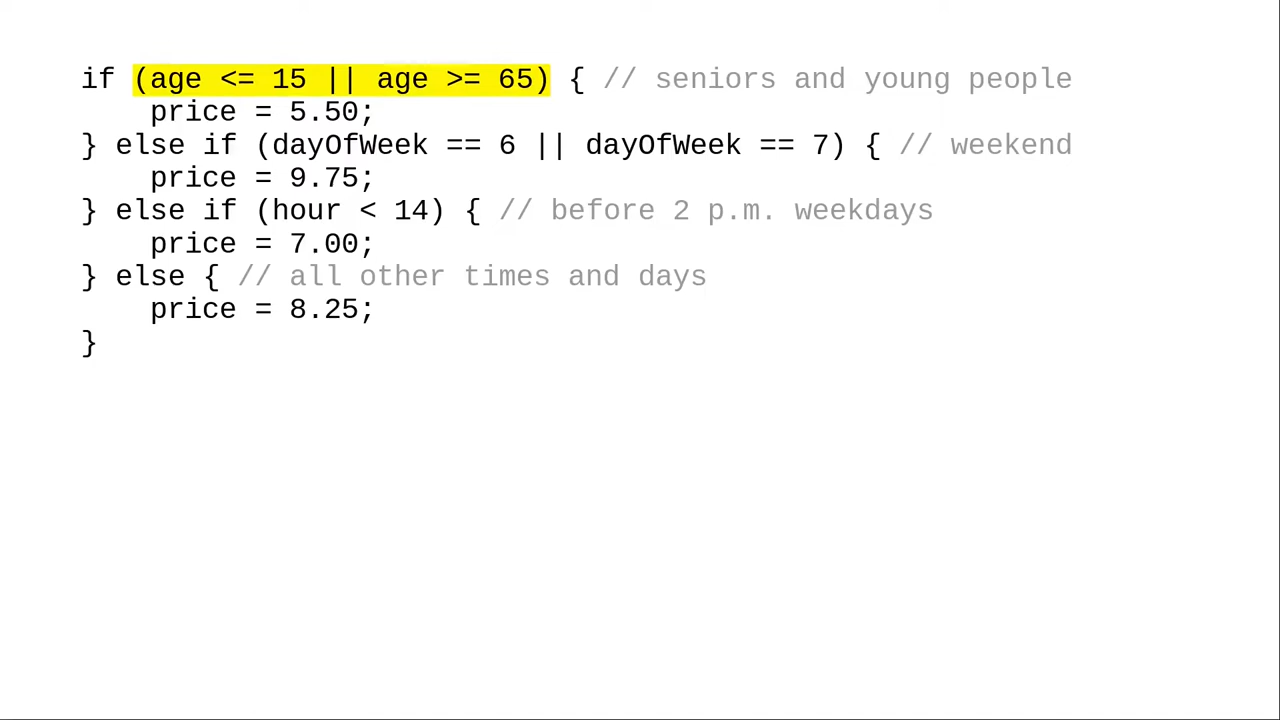 if (age <= 15 || age >= 65) { // seniors and young people
    price = 5.50;
} else if (dayOfWeek == 6 || dayOfWeek == 7) { // weekend
    price = 9.75;
} else if (hour < 14) { // before 2 p.m. weekdays
    price = 7.00;
} else { // all other times and days
    price = 8.25;
}